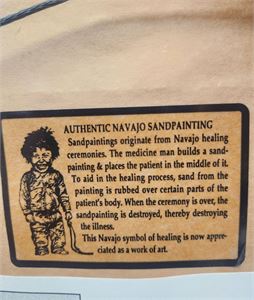 AUTHENTIC NAVAJO SANDPAINTING
Sandpaintings originate from Navajo healing
ceremonies. The medicine man builds a sand-
painting & places the patient in the middle of it.
To aid in the healing process, sand from the
painting is rubbed over certain parts of the
patient's body. When the ceremony is over, the
sandpainting is destroyed, thereby destroying
the illness.
This Navajo symbol of healing is now appre-
ciated as a work of art.